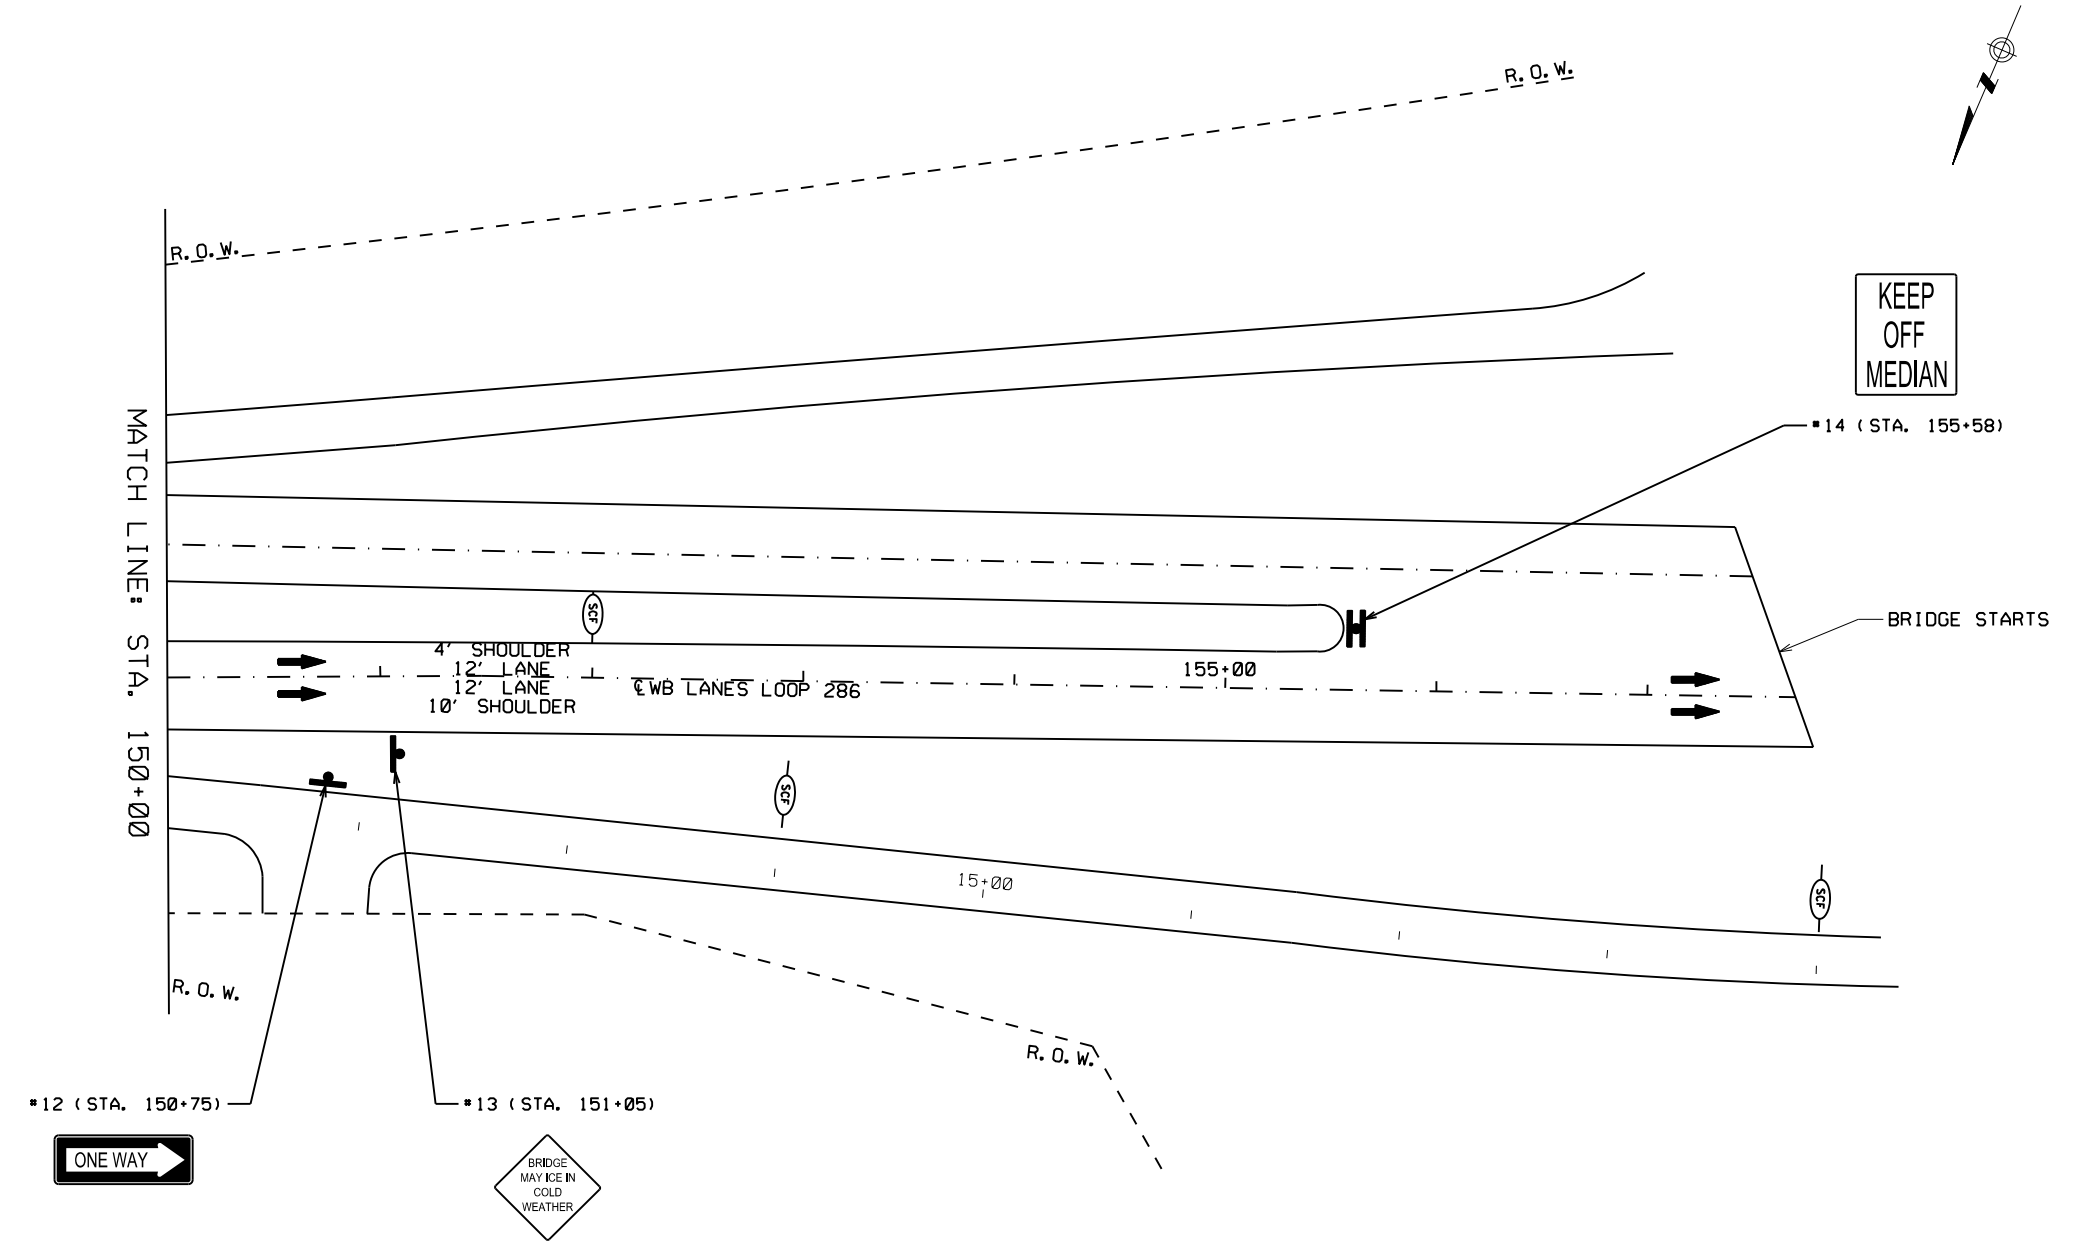 R.O.W.
R.O.W.
KEEP
OFF
MEDIAN
#14 (STA. 155+58)
MATCH LINE: STA. 150+00
BRIDGE STARTS
SCF
4' SHOULDER
12' LANE
12' LANE
10' SHOULDER
℄ WB LANES LOOP 286
155+00
SCF
15+00
SCF
R.O.W.
R.O.W.
#12 (STA. 150+75)
#13 (STA. 151+05)
ONE WAY
BRIDGE
MAY ICE IN
COLD
WEATHER